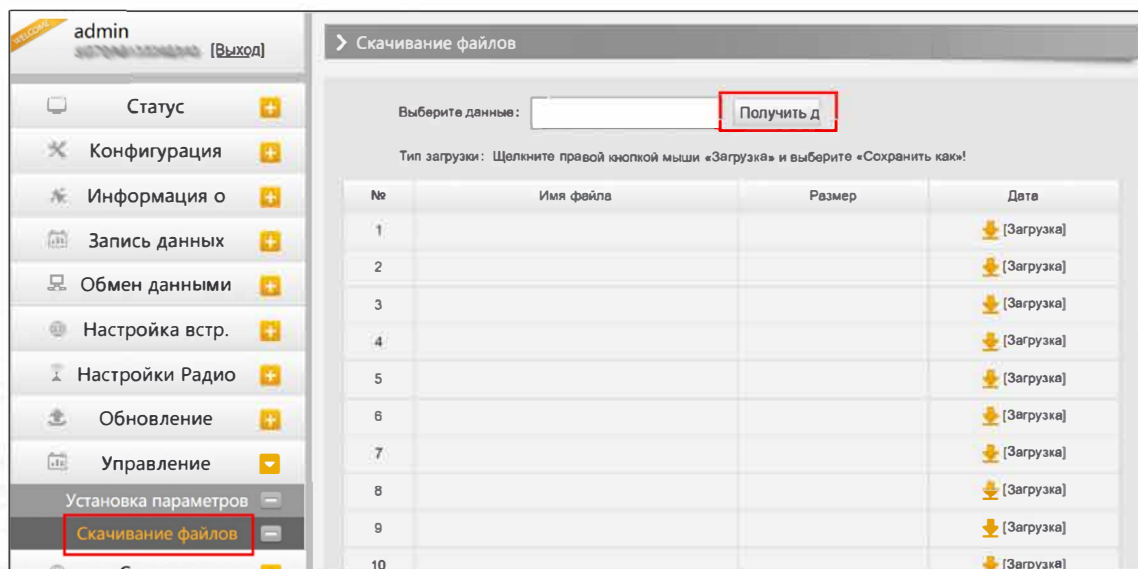 WELCOME
admin
[Выход]
Статус
Конфигурация
Информация о
Запись данных
Обмен данными
Настройка встр.
Настройки Радио
Обновление
Управление
Установка параметров
Скачивание файлов
Скачивание файлов
Выберите данные:
Получить д
Тип загрузки: Щелкните правой кнопкой мыши «Загрузка» и выберите «Сохранить как»!
№ Имя файла Размер Дата
1 [Загрузка]
2 [Загрузка]
3 [Загрузка]
4 [Загрузка]
5 [Загрузка]
6 [Загрузка]
7 [Загрузка]
8 [Загрузка]
9 [Загрузка]
10 [Загрузка]